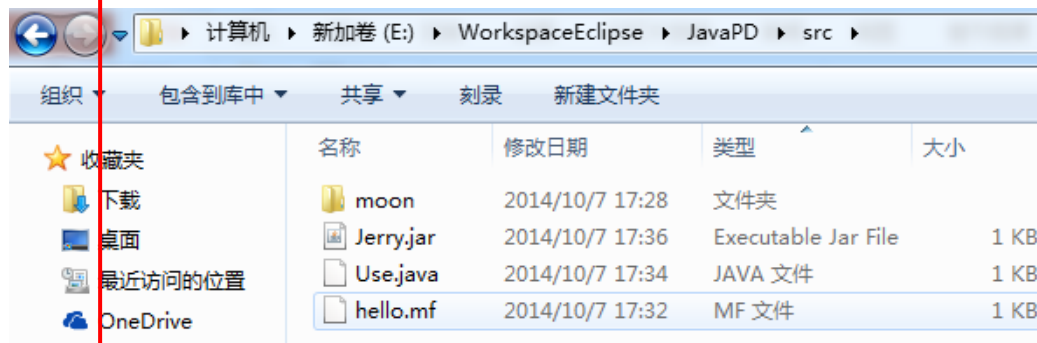 计算机 新加卷 (E:) WorkspaceEclipse JavaPD src
组织 包含到库中 共享 刻录 新建文件夹
收藏夹
下载
桌面
最近访问的位置
OneDrive
名称 修改日期 类型 大小
moon 2014/10/7 17:28 文件夹
Jerry.jar 2014/10/7 17:36 Executable Jar File 1 KB
Use.java 2014/10/7 17:34 JAVA 文件 1 KB
hello.mf 2014/10/7 17:32 MF 文件 1 KB